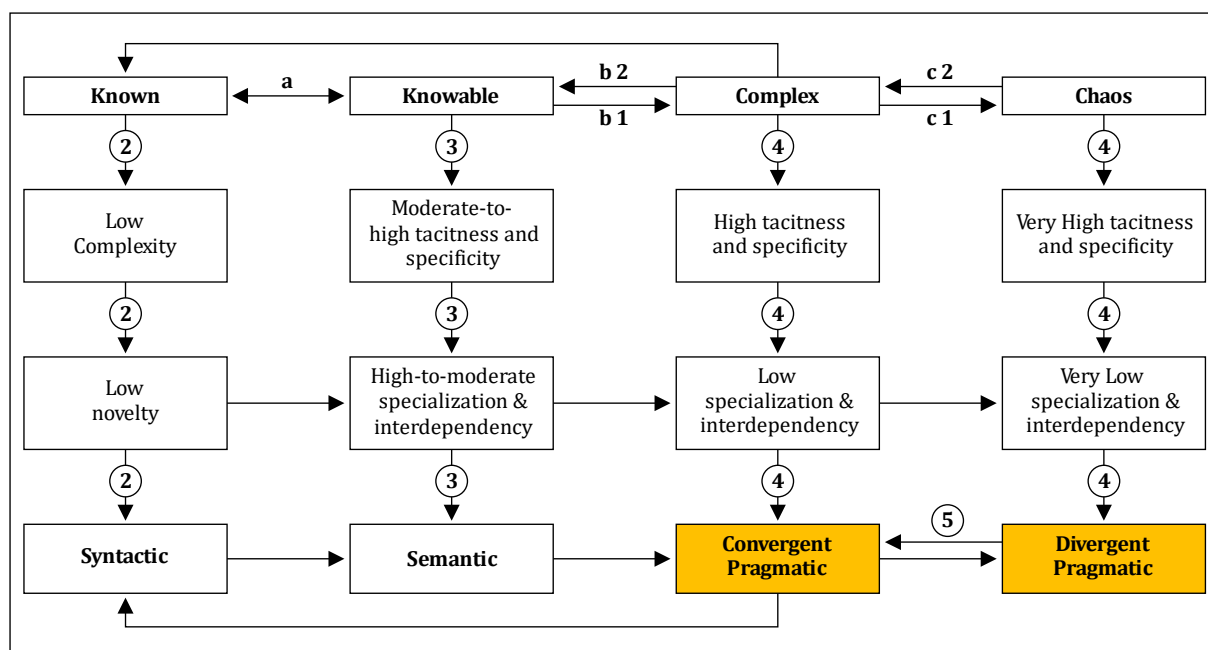 a
b 2
c 2
Known
Knowable
Complex
Chaos
b 1
c 1
2
3
4
4
Low
Complexity
Moderate-to-
high tacitness and
specificity
High tacitness
and specificity
Very High tacitness
and specificity
2
3
4
4
Low
novelty
High-to-moderate
specialization &
interdependency
Low
specialization &
interdependency
Very Low
specialization &
interdependency
2
3
4
4
5
Syntactic
Semantic
Convergent
Pragmatic
Divergent
Pragmatic